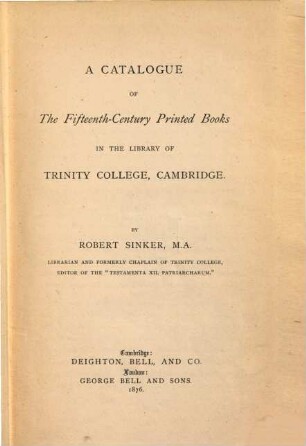 A CATALOGUE
OF
The Fifteenth-Century Printed Books
IN THE LIBRARY OF
TRINITY COLLEGE, CAMBRIDGE.
BY
ROBERT SINKER, M.A.
LIBRARIAN AND FORMERLY CHAPLAIN OF TRINITY COLLEGE,
EDITOR OF THE "TESTAMENTA XII. PATRIARCHARUM."
Cambridge:
DEIGHTON, BELL, AND CO.
London:
GEORGE BELL AND SONS.
1876.